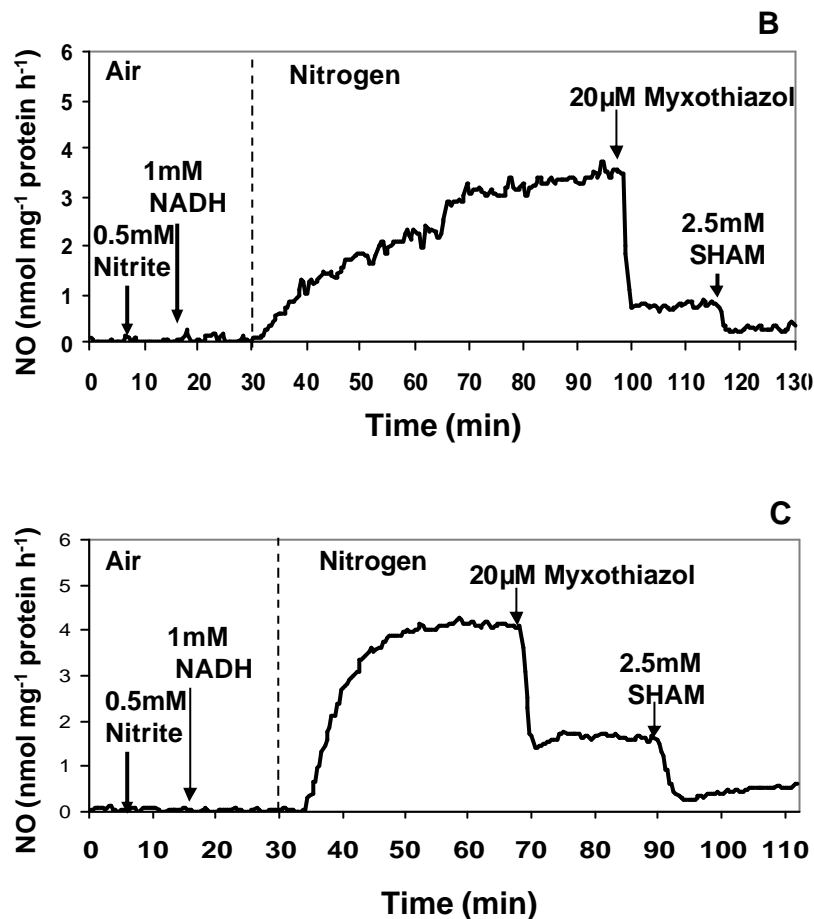 B
NO (nmol mg⁻¹ protein h⁻¹)
6
5
4
3
2
1
0
Air
Nitrogen
20µM Myxothiazol
1mM
NADH
0.5mM
Nitrite
2.5mM
SHAM
0 10 20 30 40 50 60 70 80 90 100 110 120 130
Time (min)
C
NO (nmol mg⁻¹ protein h⁻¹)
6
5
4
3
2
1
0
Air
Nitrogen
20µM Myxothiazol
1mM
NADH
0.5mM
Nitrite
2.5mM
SHAM
0 10 20 30 40 50 60 70 80 90 100 110
Time (min)